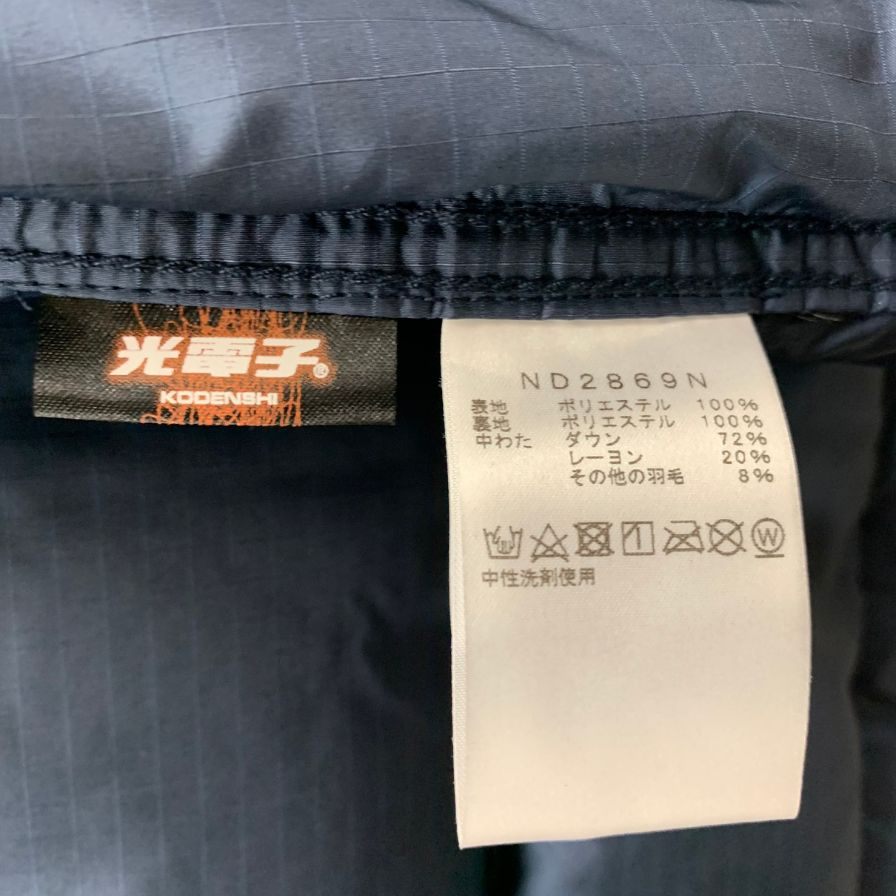 光電子®
KODENSHI
ND2869N
表地 ポリエステル 100%
裏地 ポリエステル 100%
中わた ダウン 72%
レーヨン 20%
その他の羽毛 8%
W
中性洗剤使用